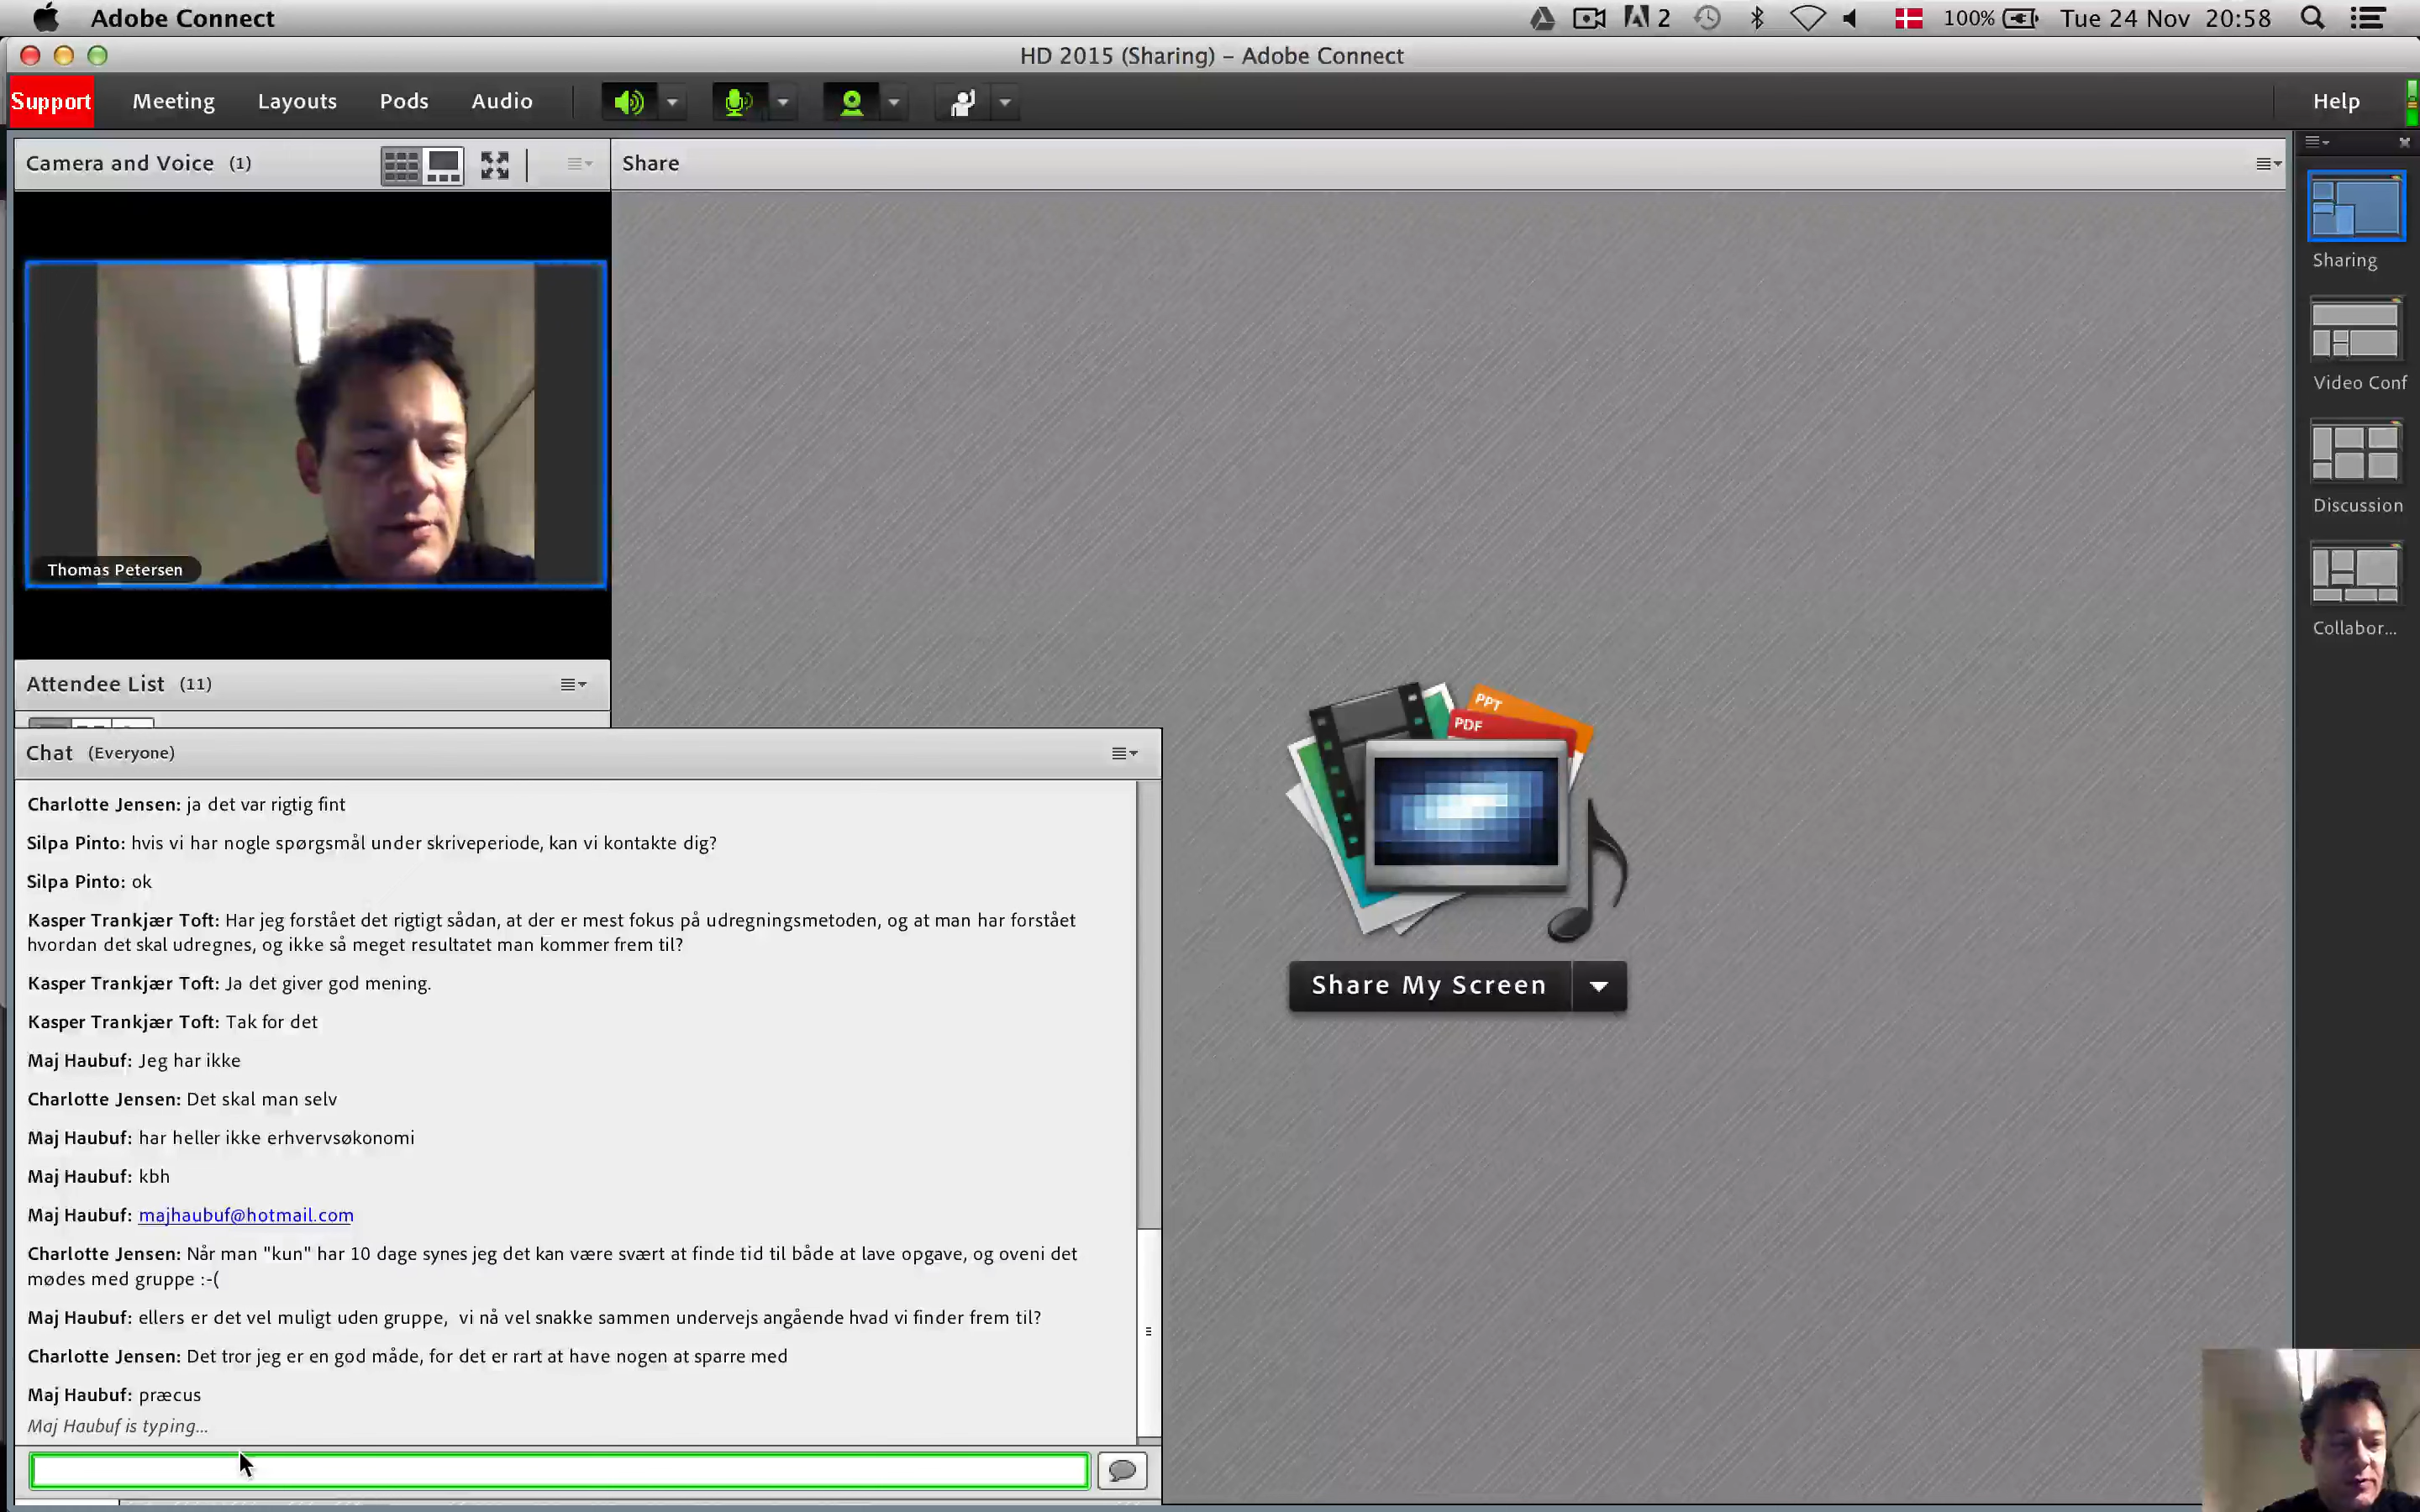 Adobe Connect
2
100%
Tue 24 Nov 20:58
HD 2015 (Sharing) – Adobe Connect
Support
Meeting
Layouts
Pods
Audio
Help
Camera and Voice (1)
Share
Thomas Petersen
Sharing
Video Conf
Discussion
Collabor...
Attendee List (11)
PPT
PDF
Share My Screen
Chat (Everyone)
Charlotte Jensen: ja det var rigtig fint
Silpa Pinto: hvis vi har nogle spørgsmål under skriveperiode, kan vi kontakte dig?
Silpa Pinto: ok
Kasper Trankjær Toft: Har jeg forstået det rigtigt sådan, at der er mest fokus på udregningsmetoden, og at man har forstået
hvordan det skal udregnes, og ikke så meget resultatet man kommer frem til?
Kasper Trankjær Toft: Ja det giver god mening.
Kasper Trankjær Toft: Tak for det
Maj Haubuf: Jeg har ikke
Charlotte Jensen: Det skal man selv
Maj Haubuf: har heller ikke erhvervsøkonomi
Maj Haubuf: kbh
Maj Haubuf: majhaubuf@hotmail.com
Charlotte Jensen: Når man "kun" har 10 dage synes jeg det kan være svært at finde tid til både at lave opgave, og oveni det
mødes med gruppe :-(
Maj Haubuf: ellers er det vel muligt uden gruppe, vi nå vel snakke sammen undervejs angående hvad vi finder frem til?
Charlotte Jensen: Det tror jeg er en god måde, for det er rart at have nogen at sparre med
Maj Haubuf: præcus
Maj Haubuf is typing...